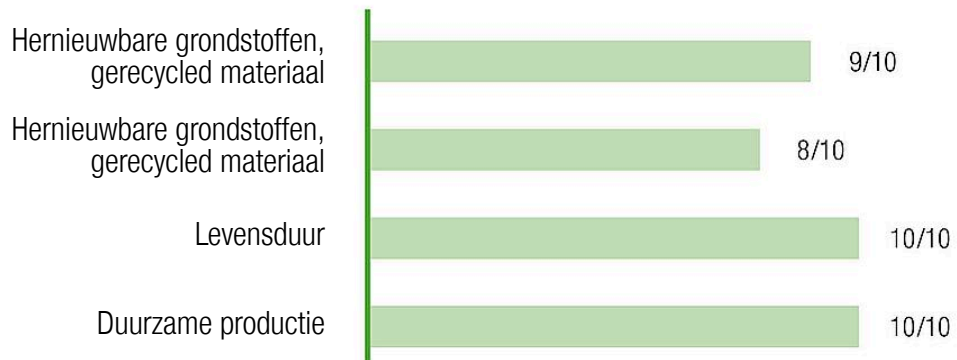 Hernieuwbare grondstoffen,
gerecycled materiaal
9/10
Hernieuwbare grondstoffen,
gerecycled materiaal
8/10
Levensduur
10/10
Duurzame productie
10/10